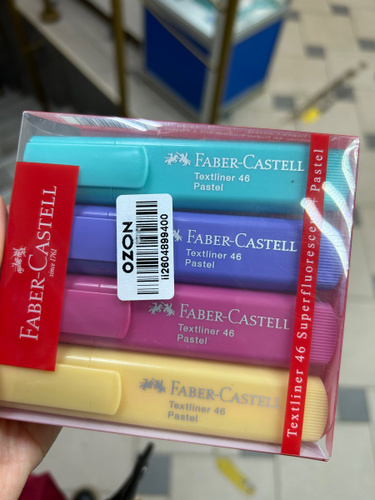 FABER-CASTELL
Textliner 46
Pastel
FABER-CASTELL
Textliner 46
Pastel
FABER-CASTELL
Textliner 46
Pastel
FABER-CASTELL
Textliner 46
Pastel
FABER-CASTELL
since 1761
OZON
ii2604899400
Textliner 46 Superfluorescent + Pastel